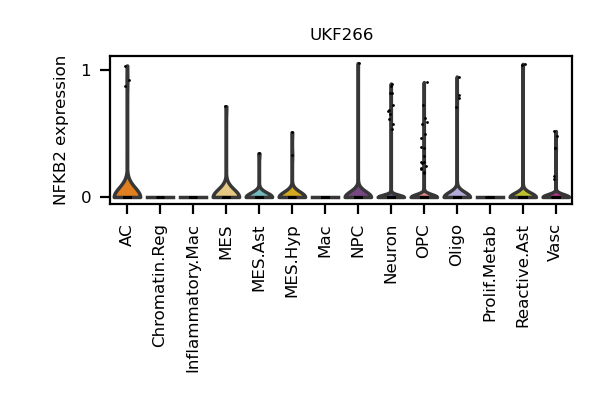 UKF266
NFKB2 expression
1
0
AC
Chromatin.Reg
Inflammatory.Mac
MES
MES.Ast
MES.Hyp
Mac
NPC
Neuron
OPC
Oligo
Prolif.Metab
Reactive.Ast
Vasc